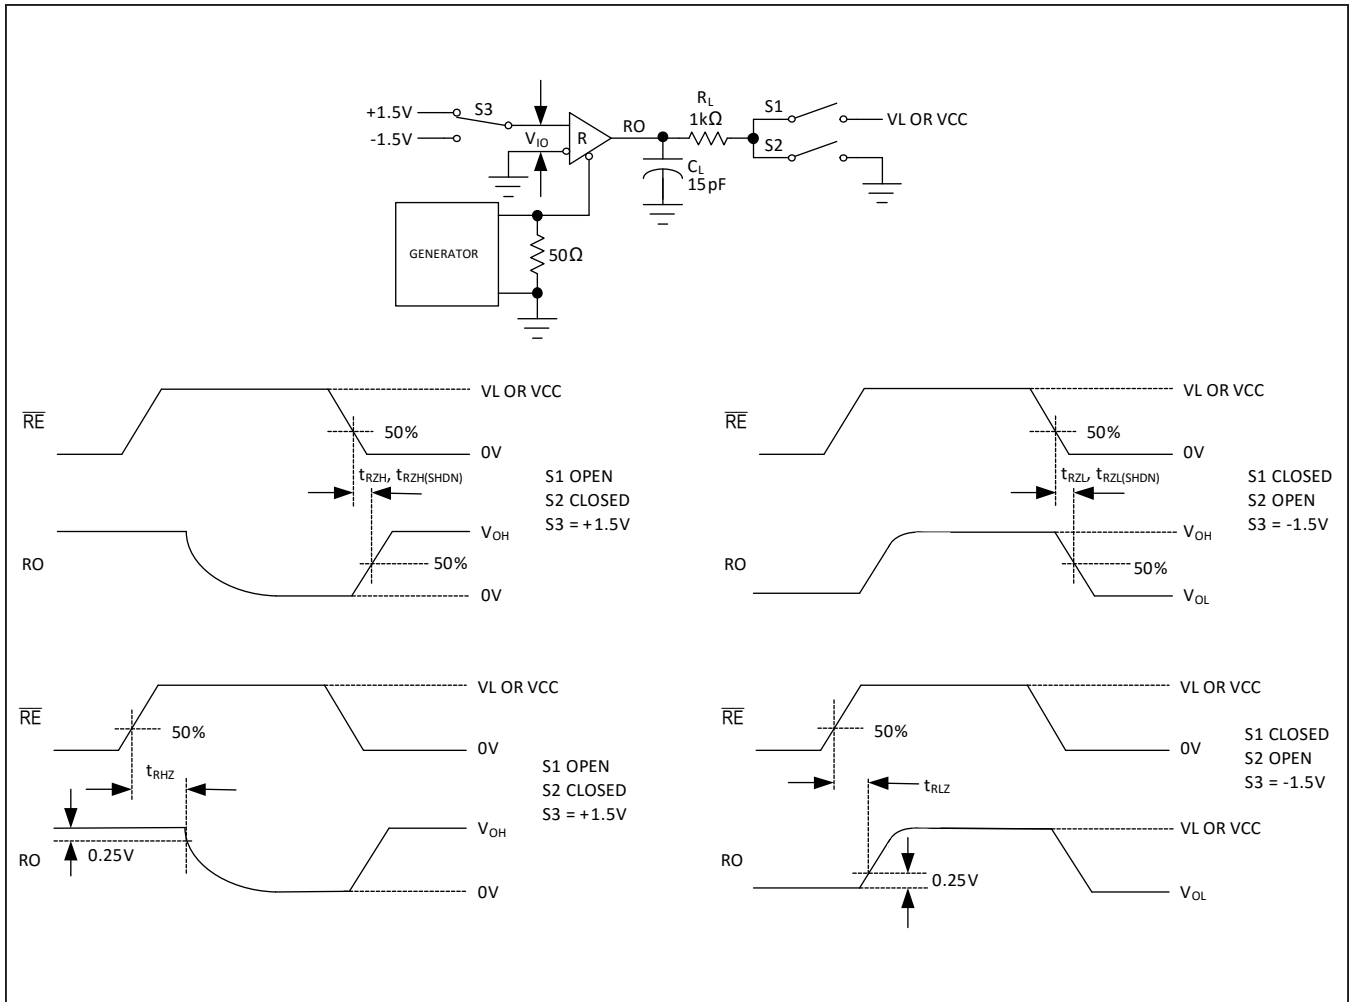 +1.5V
-1.5V
S3
V_IO
R
RO
R_L
1kΩ
C_L
15pF
S1
S2
VL OR VCC
GENERATOR
50Ω
RE
VL OR VCC
50%
0V
t_RZH, t_RZH(SHDN)
S1 OPEN
S2 CLOSED
S3 = +1.5V
RO
V_OH
50%
0V
RE
VL OR VCC
50%
0V
t_RZL, t_RZL(SHDN)
S1 CLOSED
S2 OPEN
S3 = -1.5V
RO
V_OH
50%
V_OL
RE
VL OR VCC
50%
0V
t_RHZ
S1 OPEN
S2 CLOSED
S3 = +1.5V
RO
V_OH
0.25V
0V
RE
VL OR VCC
50%
0V
S1 CLOSED
S2 OPEN
S3 = -1.5V
t_RLZ
RO
VL OR VCC
0.25V
V_OL